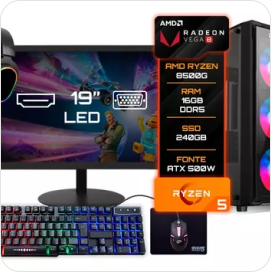 AMD
RADEON
VEGA 8
AMD RYZEN
8500G
RAM
16GB
DDR5
SSD
240GB
FONTE
ATX 500W
RYZEN
5
19”
LED